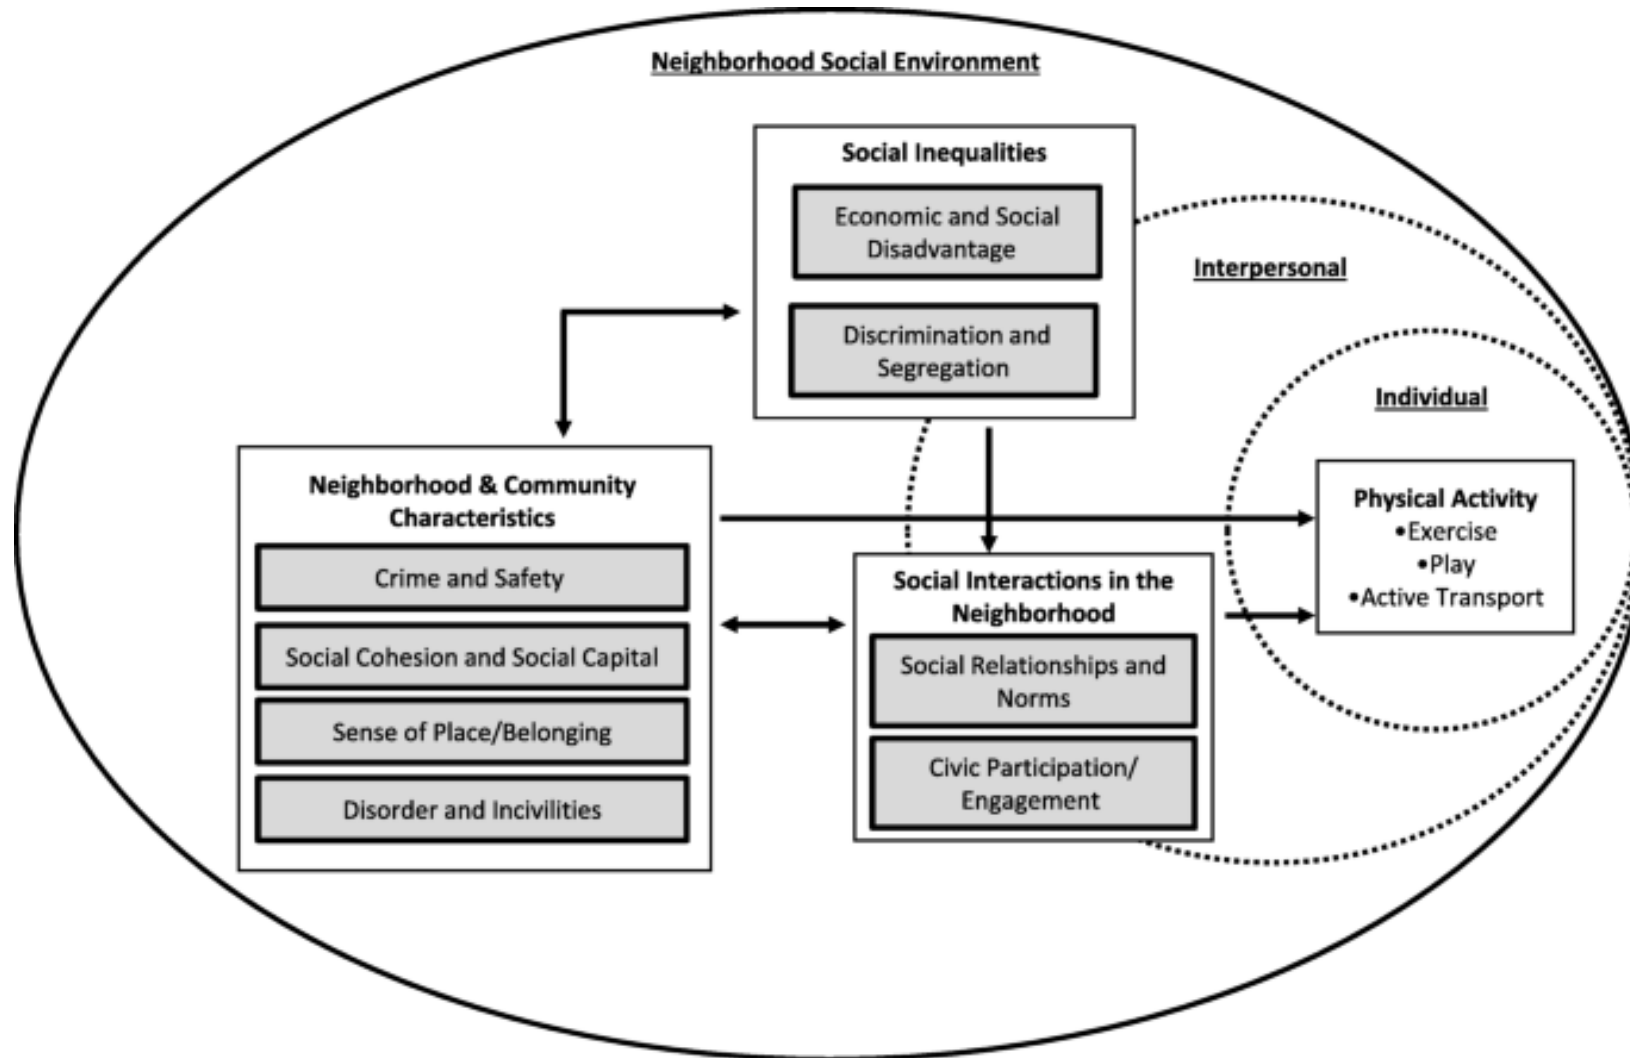 Neighborhood Social Environment
Social Inequalities
Economic and Social
Disadvantage
Discrimination and
Segregation
Interpersonal
Individual
Neighborhood & Community
Characteristics
Crime and Safety
Social Cohesion and Social Capital
Sense of Place/Belonging
Disorder and Incivilities
Social Interactions in the
Neighborhood
Social Relationships and
Norms
Civic Participation/
Engagement
Physical Activity
•Exercise
•Play
•Active Transport